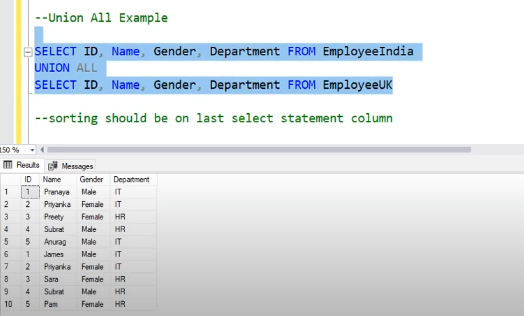 --Union All Example
SELECT ID, Name, Gender, Department FROM EmployeeIndia
UNION ALL
SELECT ID, Name, Gender, Department FROM EmployeeUK
--sorting should be on last select statement column
150 %
Results Messages
ID Name Gender Department
1 1 Pranaya Male IT
2 2 Priyanka Female IT
3 3 Preety Female HR
4 4 Subrat Male HR
5 5 Anurag Male IT
6 1 James Male IT
7 2 Priyanka Female IT
8 3 Sara Female HR
9 4 Subrat Male HR
10 5 Pam Female HR